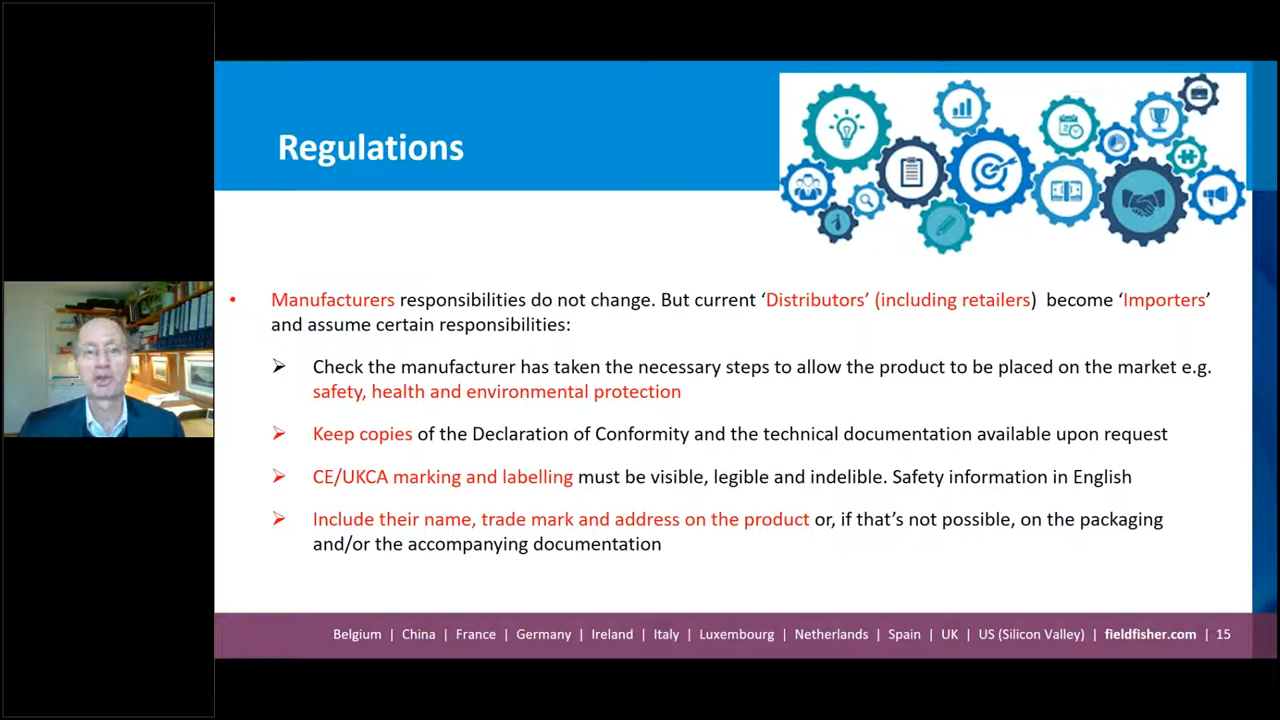 Regulations
• Manufacturers responsibilities do not change. But current ‘Distributors’ (including retailers) become ‘Importers’
and assume certain responsibilities:
➢ Check the manufacturer has taken the necessary steps to allow the product to be placed on the market e.g.
safety, health and environmental protection
➢ Keep copies of the Declaration of Conformity and the technical documentation available upon request
➢ CE/UKCA marking and labelling must be visible, legible and indelible. Safety information in English
➢ Include their name, trade mark and address on the product or, if that’s not possible, on the packaging
and/or the accompanying documentation
Belgium | China | France | Germany | Ireland | Italy | Luxembourg | Netherlands | Spain | UK | US (Silicon Valley) | fieldfisher.com | 15